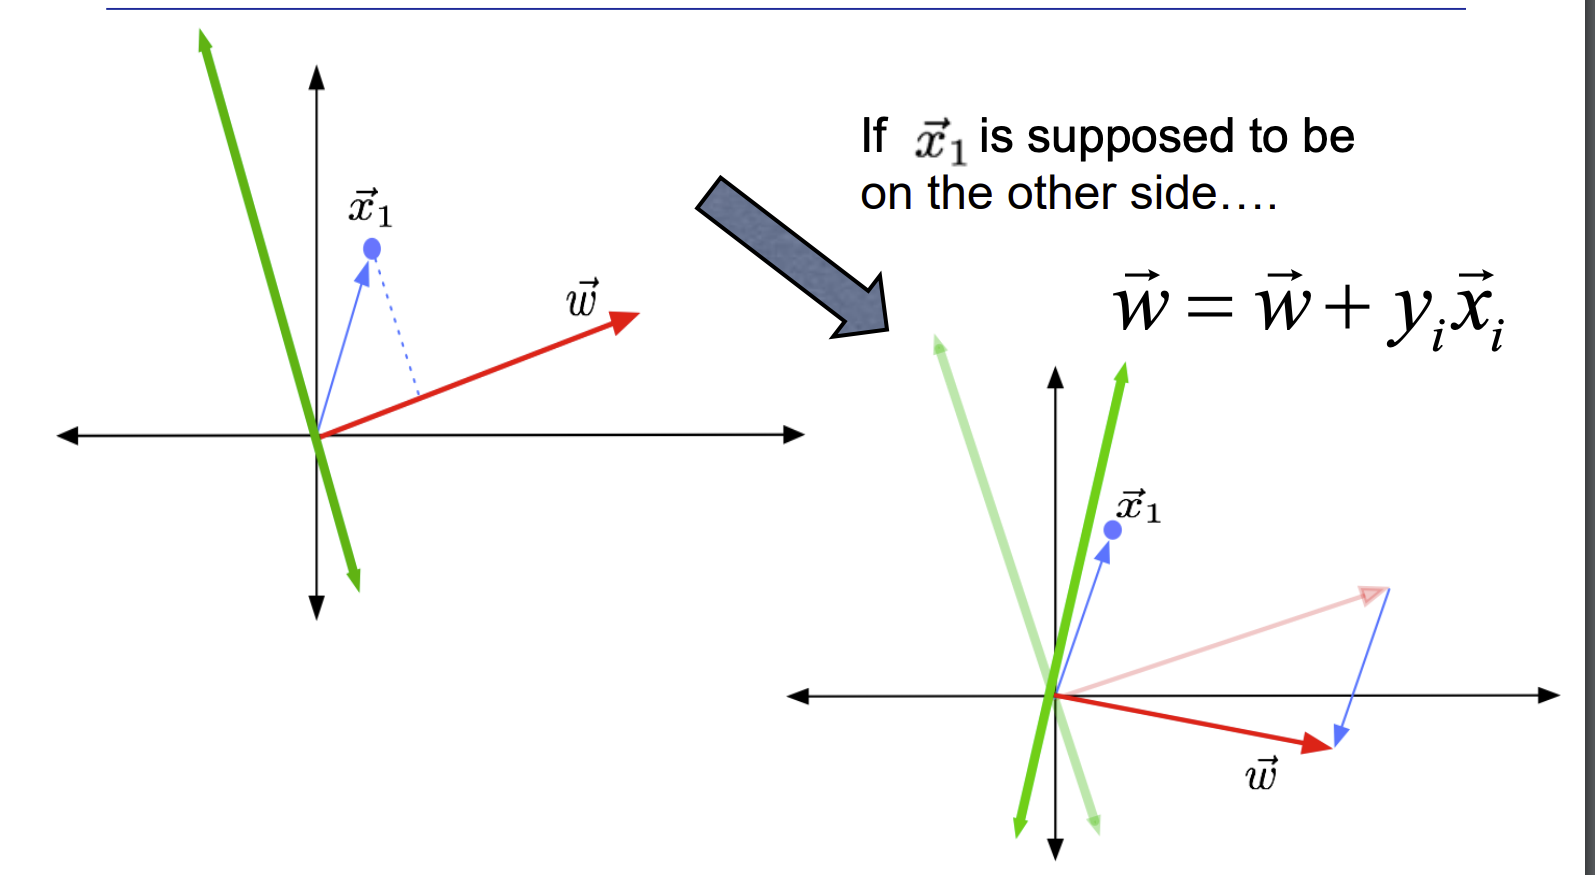 If x⃗₁ is supposed to be
on the other side….
w⃗ = w⃗ + yᵢx⃗ᵢ
x⃗₁
w⃗
x⃗₁
w⃗